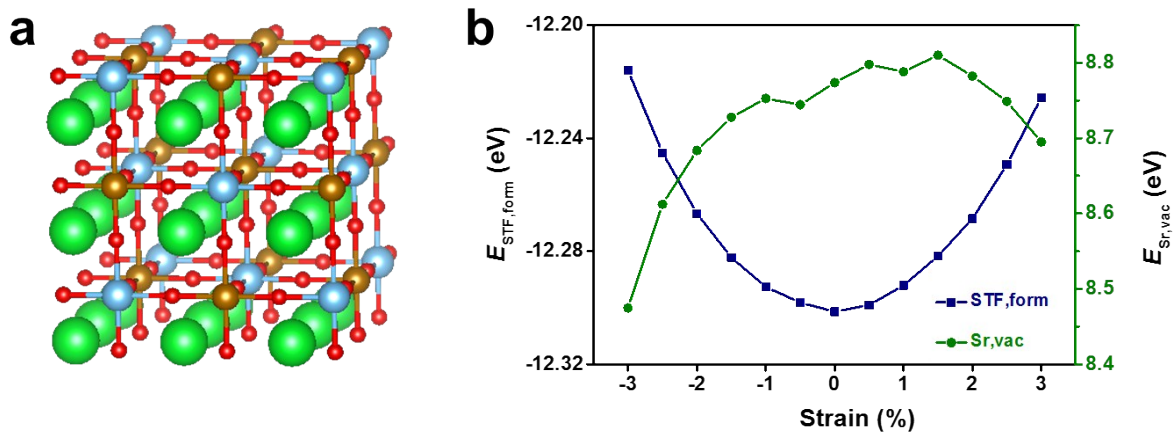 a
b
-12.20
-12.24
-12.28
-12.32
E_STF,form (eV)
8.8
8.7
8.6
8.5
8.4
E_Sr,vac (eV)
STF,form
Sr,vac
-3 -2 -1 0 1 2 3
Strain (%)